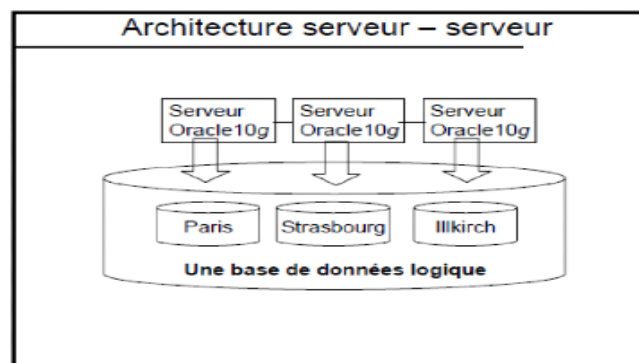 Architecture serveur – serveur
Serveur
Oracle10g
Serveur
Oracle10g
Serveur
Oracle10g
Paris
Strasbourg
Illkirch
Une base de données logique